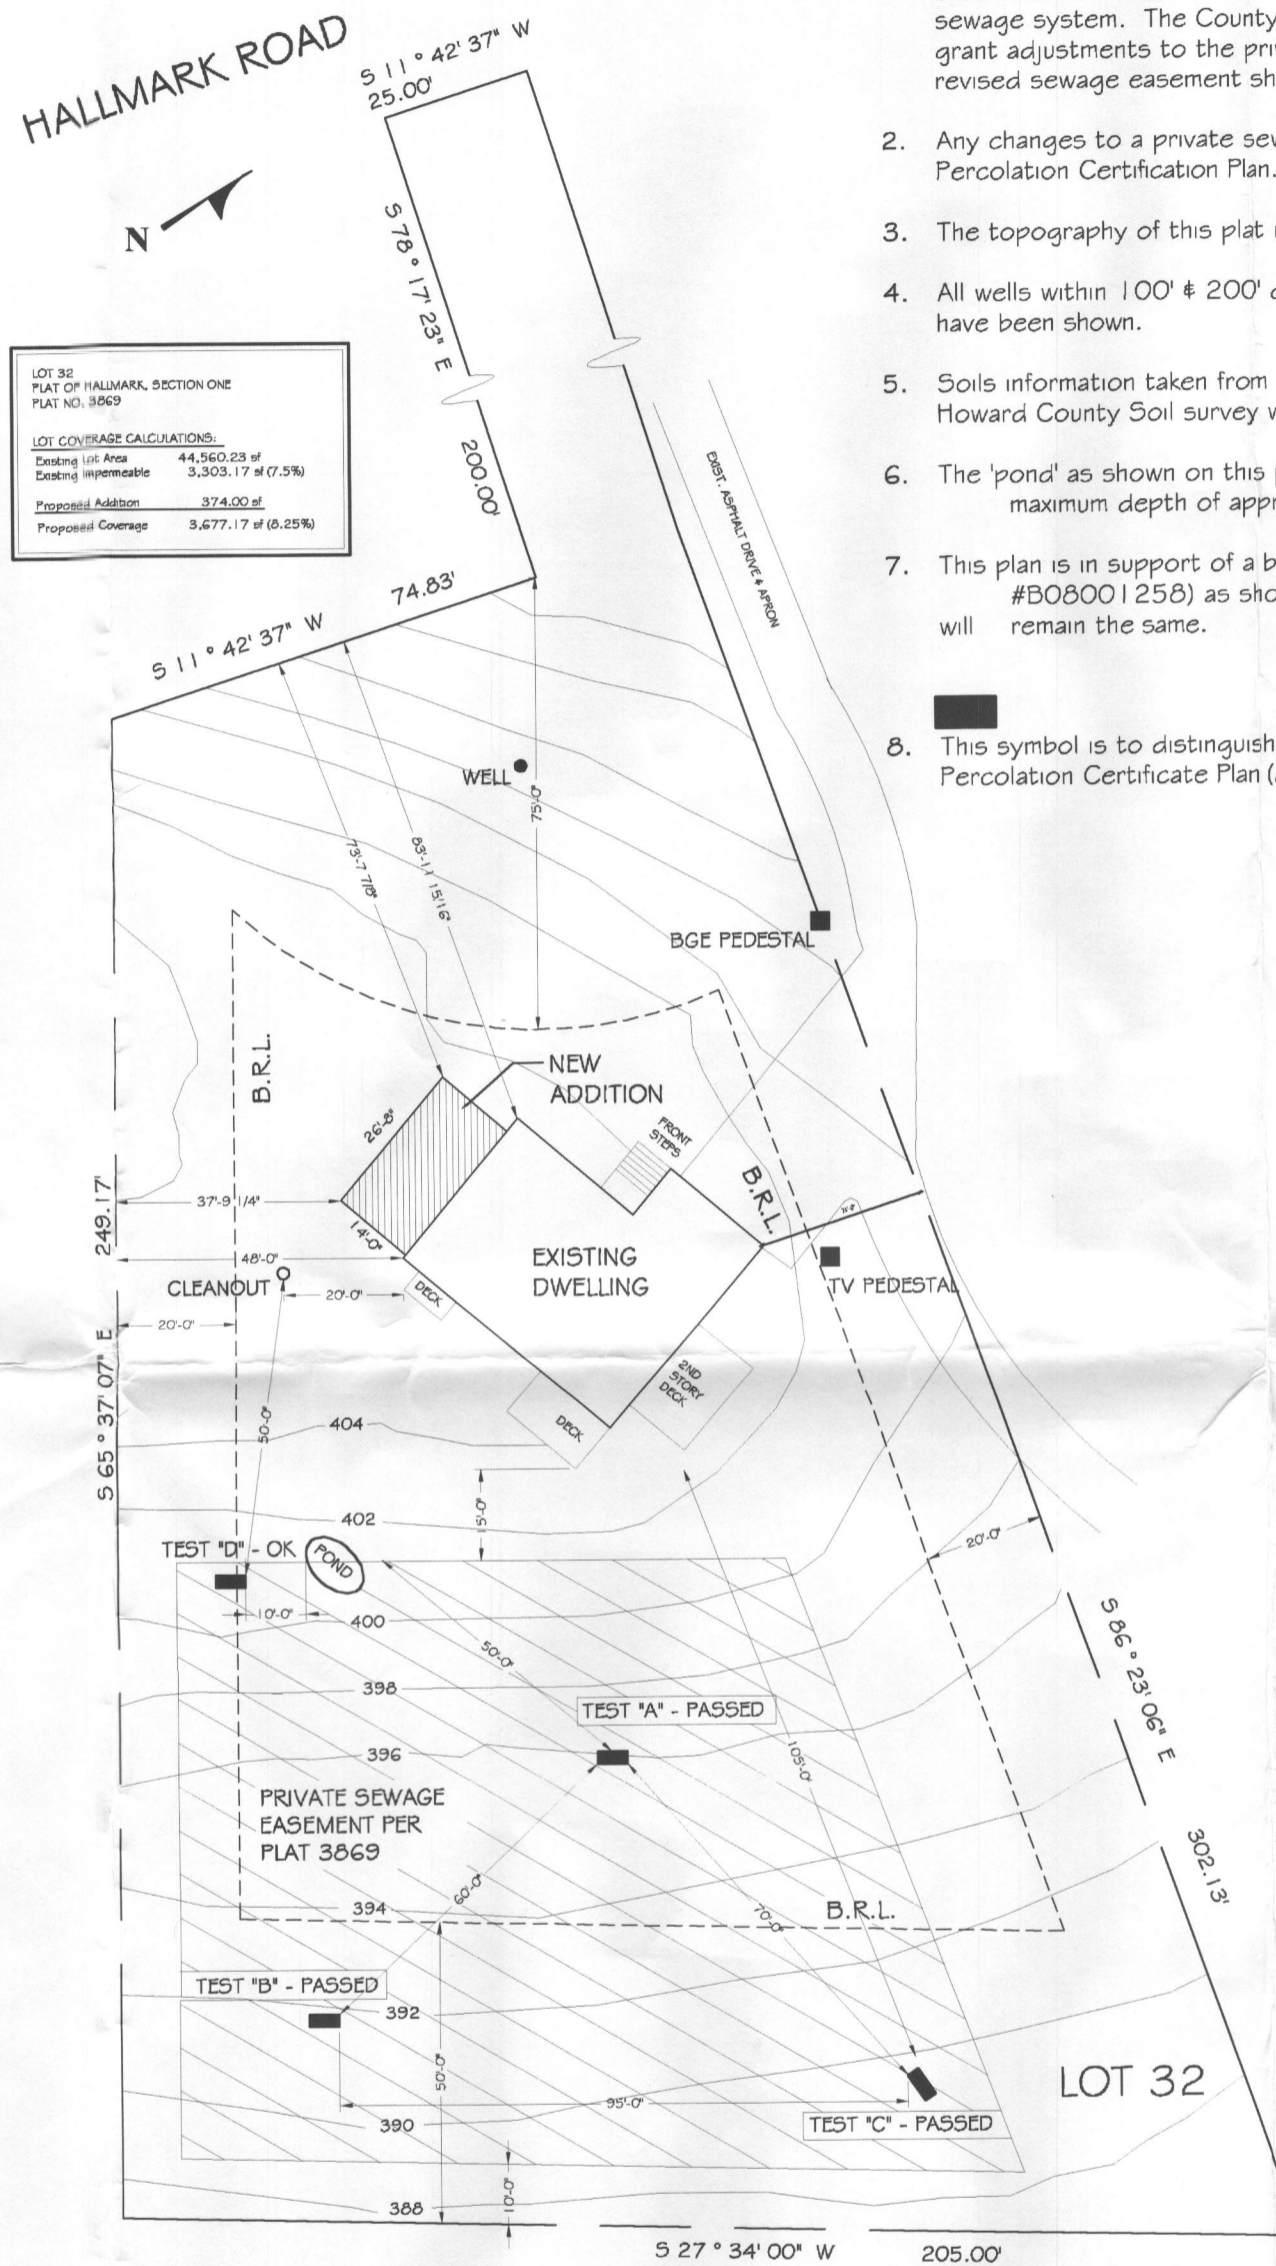 HALLMARK ROAD
S 11° 42' 37" W
25.00'
N
S 78° 17' 23" E
200.00'
LOT 32
PLAT OF HALLMARK, SECTION ONE
PLAT NO. 3869
LOT COVERAGE CALCULATIONS:
Existing Lot Area 44,560.23 sf
Existing Impermeable 3,303.17 sf (7.5%)
Proposed Addition 374.00 sf
Proposed Coverage 3,677.17 sf (8.25%)
sewage system. The County
grant adjustments to the
revised sewage easement
2. Any changes to a private
Percolation Certification Plan.
3. The topography of this plat
4. All wells within 100' & 200'
have been shown.
5. Soils information taken from
Howard County Soil survey
6. The 'pond' as shown on this
maximum depth of
7. This plan is in support of a
#B08001258) as
will remain the same.
8. This symbol is to distinguish
Percolation Certificate Plan
EXIST. ASPHALT DRIVE & APRON
S 11° 42' 37" W
74.83'
WELL
75'-0"
73'-7 7/8"
83'-11 15/16"
BGE PEDESTAL
B.R.L.
NEW
ADDITION
26'-8"
14'-0"
FRONT
STEPS
B.R.L.
37'-9 1/4"
48'-0"
249.17'
S 65° 37' 07" E
EXISTING
DWELLING
CLEANOUT
20'-0"
DECK
TV PEDESTAL
20'-0"
2ND
STORY
DECK
DECK
50'-0"
404
402
15'-0"
20'-0"
TEST "D" - OK
POND
10'-0"
400
50'-0"
398
TEST "A" - PASSED
396
105'-0"
S 86° 23' 06" E
302.13'
PRIVATE SEWAGE
EASEMENT PER
PLAT 3869
60'-0"
70'-0"
394
B.R.L.
TEST "B" - PASSED
392
50'-0"
95'-0"
LOT 32
390
TEST "C" - PASSED
10'-0"
388
S 27° 34' 00" W 205.00'